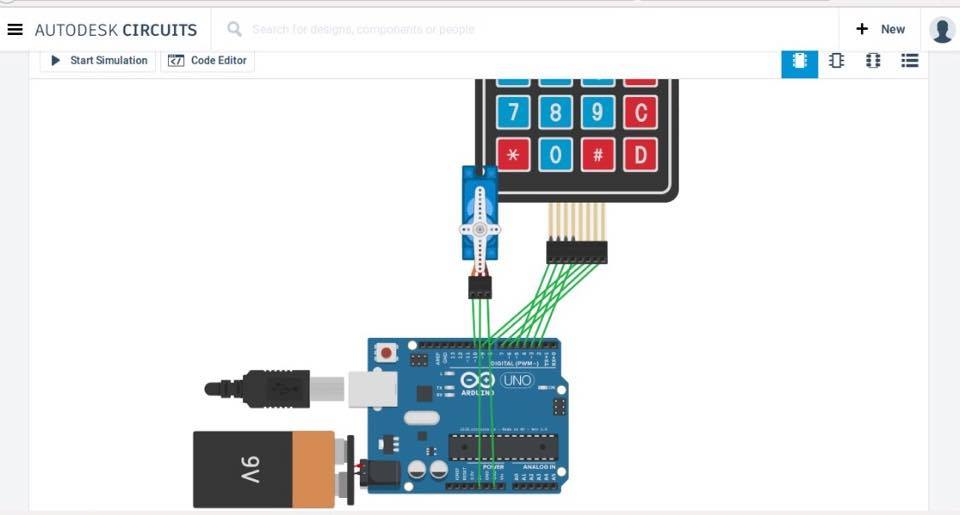 AUTODESK CIRCUITS
Search for designs, components or people
+ New
Start Simulation
Code Editor
7 8 9 C
* 0 # D
DIGITAL (PWM~)
UNO
ARDUINO
TX
9V
POWER
ANALOG IN